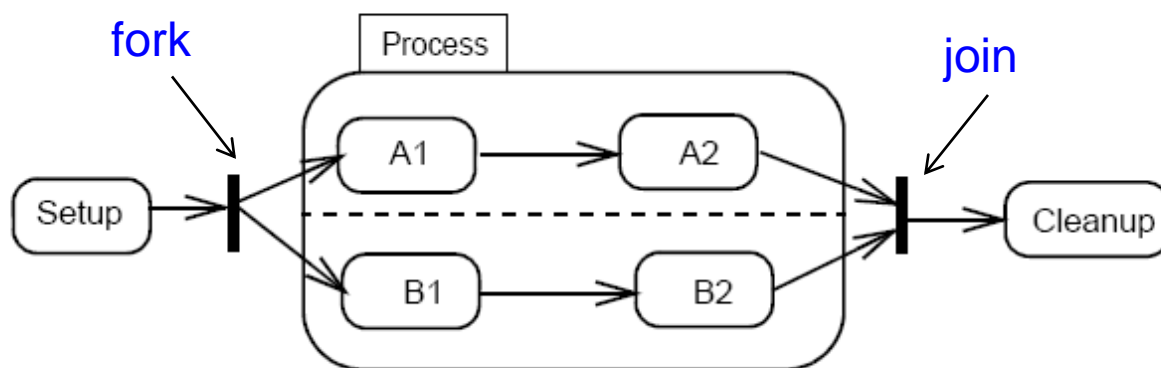 fork
Process
join
A1
A2
Setup
Cleanup
B1
B2